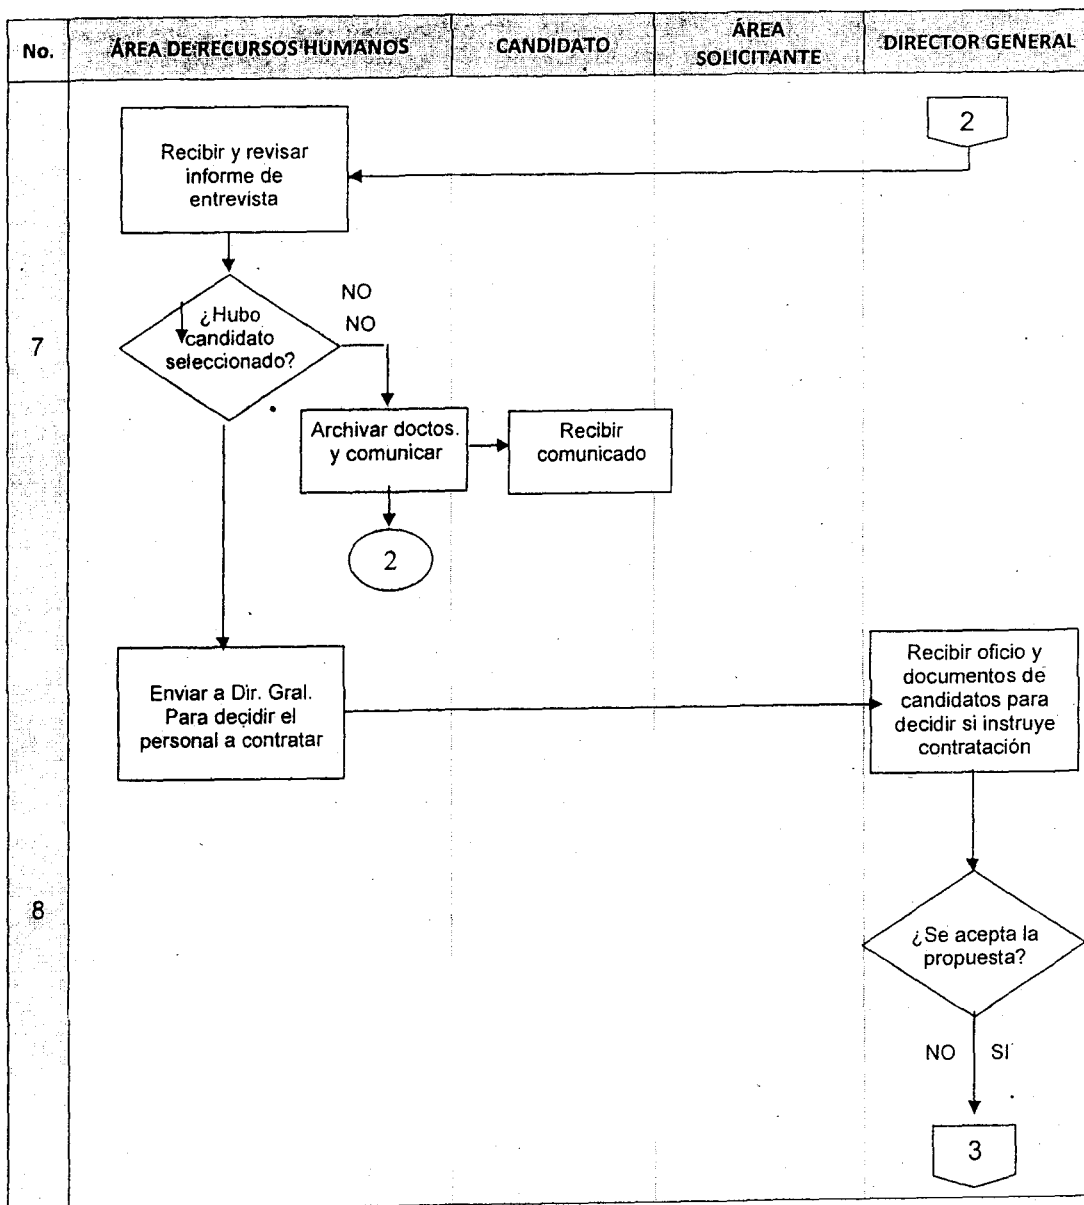 No.
ÁREA DE RECURSOS HUMANOS
CANDIDATO
ÁREA
SOLICITANTE
DIRECTOR GENERAL
2
Recibir y revisar
informe de
entrevista
7
¿Hubo
candidato
seleccionado?
NO
NO
Archivar doctos.
y comunicar
Recibir
comunicado
2
Enviar a Dir. Gral.
Para decidir el
personal a contratar
Recibir oficio y
documentos de
candidatos para
decidir si instruye
contratación
8
¿Se acepta la
propuesta?
NO
SI
3